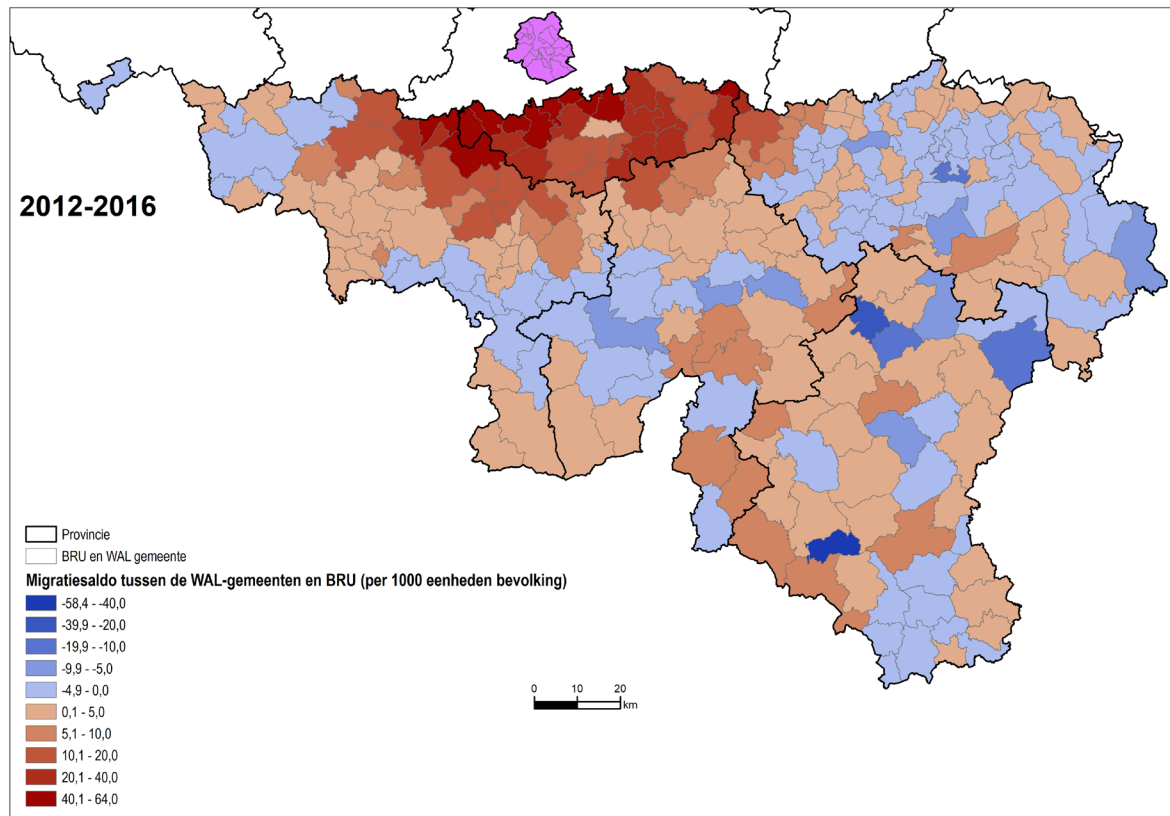 2012-2016
Provincie
BRU en WAL gemeente
Migratiesaldo tussen de WAL-gemeenten en BRU (per 1000 eenheden bevolking)
-58,4 - -40,0
-39,9 - -20,0
-19,9 - -10,0
-9,9 - -5,0
-4,9 - 0,0
0,1 - 5,0
5,1 - 10,0
10,1 - 20,0
20,1 - 40,0
40,1 - 64,0
0 10 20
km